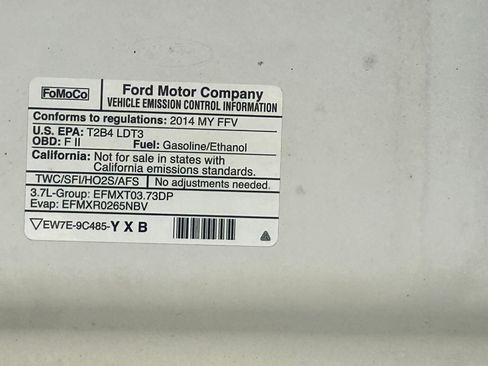 FoMoCo
Ford Motor Company
VEHICLE EMISSION CONTROL INFORMATION
Conforms to regulations: 2014 MY FFV
U.S. EPA: T2B4 LDT3
OBD: F II Fuel: Gasoline/Ethanol
California: Not for sale in states with
California emissions standards.
TWC/SFI/HO2S/AFS No adjustments needed.
3.7L-Group: EFMXT03.73DP
Evap: EFMXR0265NBV
EW7E-9C485-Y X B